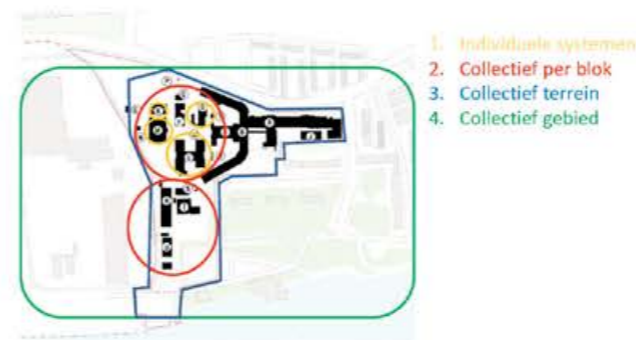 1. Individuele systemen
2. Collectief per blok
3. Collectief terrein
4. Collectief gebied